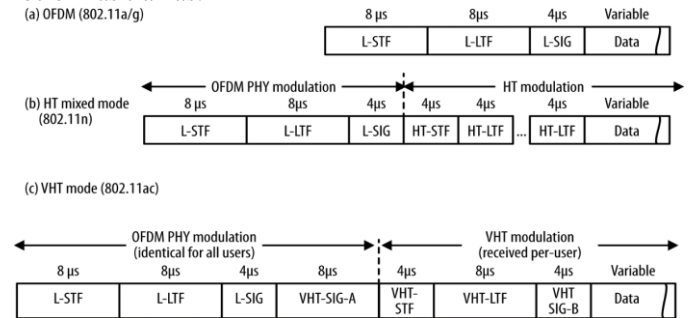 (a) OFDM (802.11a/g)
8 μs 8μs 4μs Variable
L-STF L-LTF L-SIG Data
OFDM PHY modulation HT modulation
(b) HT mixed mode 8 μs 8μs 4μs 4μs 4μs 4μs Variable
(802.11n)
L-STF L-LTF L-SIG HT-STF HT-LTF ... HT-LTF Data
(c) VHT mode (802.11ac)
OFDM PHY modulation VHT modulation
(identical for all users) (received per-user)
8 μs 8μs 4μs 8μs 4μs 8μs 4μs Variable
L-STF L-LTF L-SIG VHT-SIG-A VHT-STF VHT-LTF VHT SIG-B Data